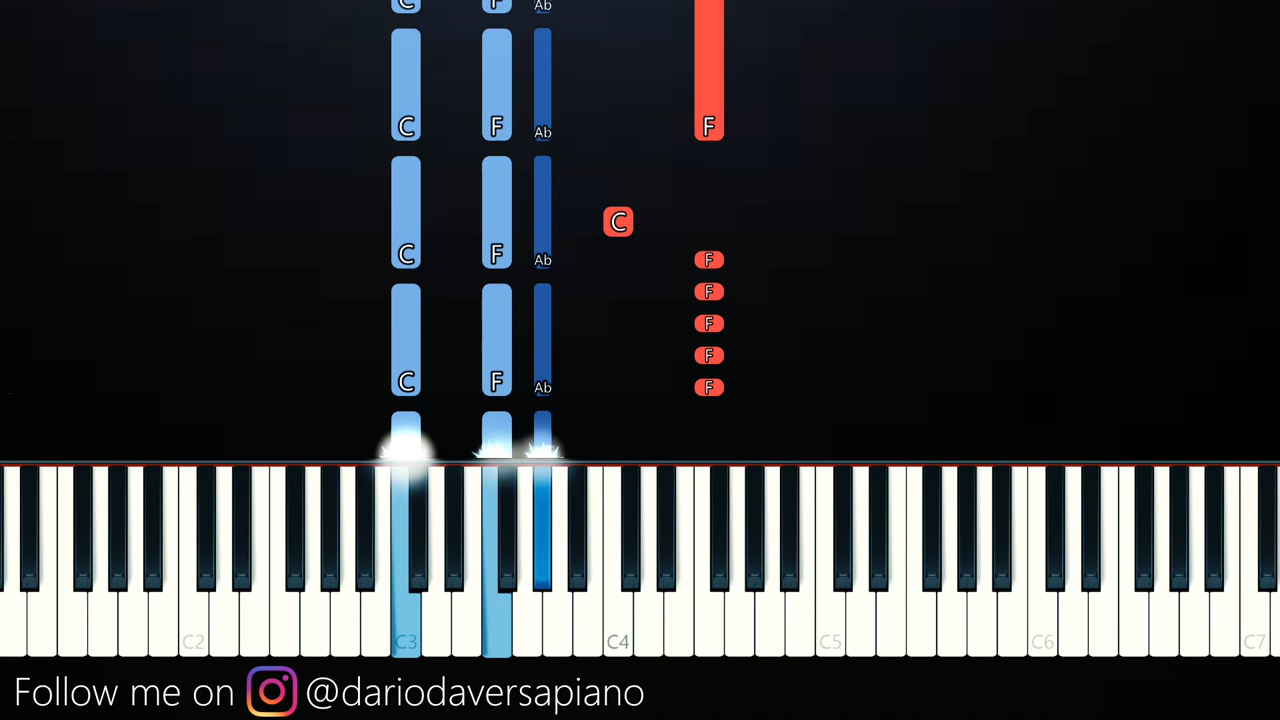 C F Ab
C F Ab F
C
C F Ab F
F
F
F
C F Ab F
C2 C3 C4 C5 C6 C7
Follow me on @dariodaversapiano